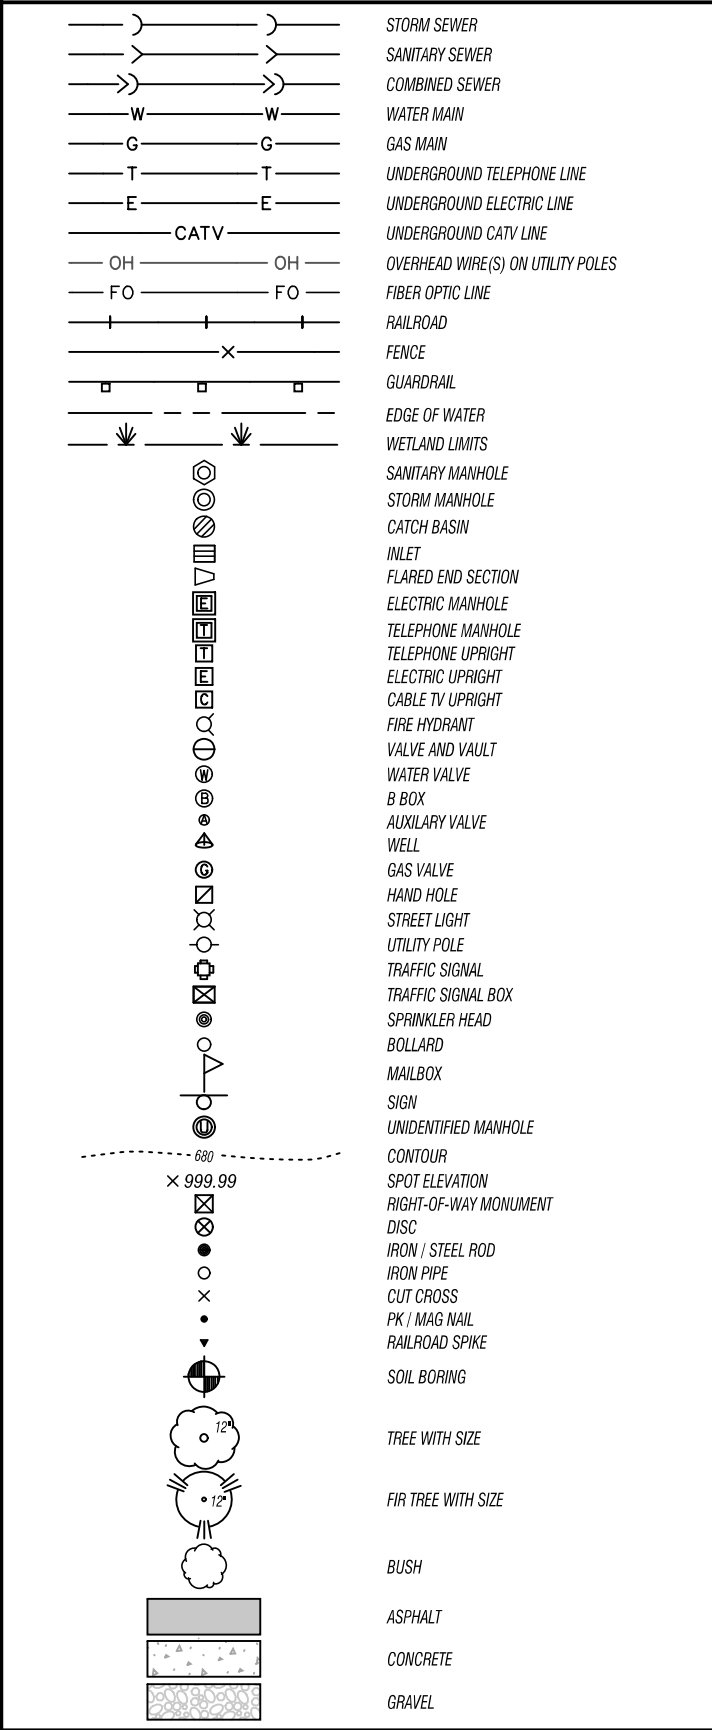 STORM SEWER
SANITARY SEWER
COMBINED SEWER
W W WATER MAIN
G G GAS MAIN
T T UNDERGROUND TELEPHONE LINE
E E UNDERGROUND ELECTRIC LINE
CATV UNDERGROUND CATV LINE
OH OH OVERHEAD WIRE(S) ON UTILITY POLES
FO FO FIBER OPTIC LINE
RAILROAD
FENCE
GUARDRAIL
EDGE OF WATER
WETLAND LIMITS
SANITARY MANHOLE
STORM MANHOLE
CATCH BASIN
INLET
FLARED END SECTION
E ELECTRIC MANHOLE
T TELEPHONE MANHOLE
T TELEPHONE UPRIGHT
E ELECTRIC UPRIGHT
C CABLE TV UPRIGHT
FIRE HYDRANT
VALVE AND VAULT
W WATER VALVE
B B BOX
A AUXILARY VALVE
WELL
G GAS VALVE
HAND HOLE
STREET LIGHT
UTILITY POLE
TRAFFIC SIGNAL
TRAFFIC SIGNAL BOX
SPRINKLER HEAD
BOLLARD
MAILBOX
SIGN
U UNIDENTIFIED MANHOLE
680 CONTOUR
× 999.99 SPOT ELEVATION
RIGHT-OF-WAY MONUMENT
DISC
IRON / STEEL ROD
IRON PIPE
CUT CROSS
PK / MAG NAIL
RAILROAD SPIKE
SOIL BORING
12" TREE WITH SIZE
12" FIR TREE WITH SIZE
BUSH
ASPHALT
CONCRETE
GRAVEL